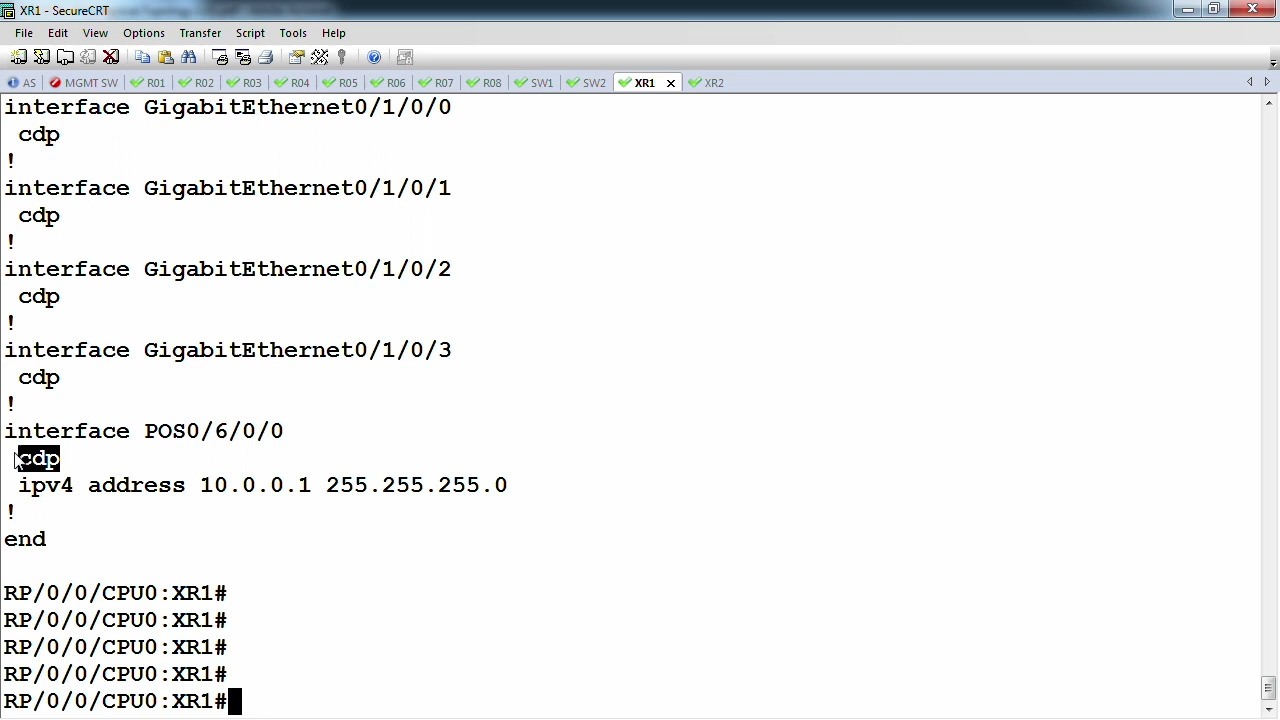 XR1 - SecureCRT
File Edit View Options Transfer Script Tools Help
AS MGMT SW R01 R02 R03 R04 R05 R06 R07 R08 SW1 SW2 XR1 XR2
interface GigabitEthernet0/1/0/0
cdp
!
interface GigabitEthernet0/1/0/1
cdp
!
interface GigabitEthernet0/1/0/2
cdp
!
interface GigabitEthernet0/1/0/3
cdp
!
interface POS0/6/0/0
cdp
ipv4 address 10.0.0.1 255.255.255.0
!
end
RP/0/0/CPU0:XR1#
RP/0/0/CPU0:XR1#
RP/0/0/CPU0:XR1#
RP/0/0/CPU0:XR1#
RP/0/0/CPU0:XR1#